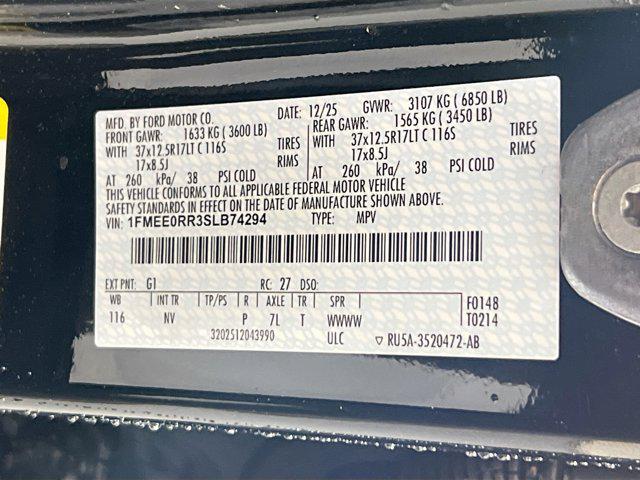 MFD. BY FORD MOTOR CO. DATE: 12/25 GVWR: 3107 KG ( 6850 LB)
FRONT GAWR: 1633 KG ( 3600 LB) REAR GAWR: 1565 KG ( 3450 LB)
WITH 37x12.5R17LT C 116S TIRES WITH 37x12.5R17LT C 116S TIRES
17x8.5J RIMS 17x8.5J RIMS
AT 260 kPa/ 38 PSI COLD AT 260 kPa/ 38 PSI COLD
THIS VEHICLE CONFORMS TO ALL APPLICABLE FEDERAL MOTOR VEHICLE
SAFETY STANDARDS IN EFFECT ON THE DATE OF MANUFACTURE SHOWN ABOVE.
VIN: 1FMEE0RR3SLB74294 TYPE: MPV
EXT PNT: G1 RC: 27 DSO:
WB INT TR TP/PS R AXLE TR SPR F0148
116 NV P 7L T WWWW T0214
3202512043990 ULC ▽ RU5A-3520472-AB